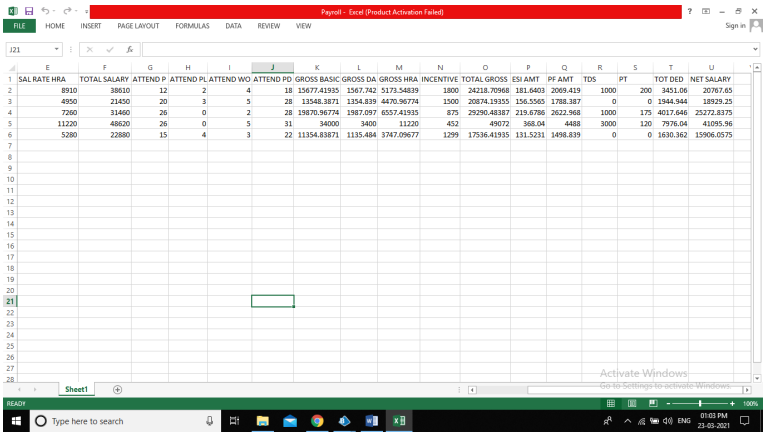 Payroll - Excel (Product Activation Failed)
FILE HOME INSERT PAGE LAYOUT FORMULAS DATA REVIEW VIEW Sign in
J21 fx
E F G H I J K L M N O P Q R S T U
1 SAL RATE HRA TOTAL SALARY ATTEND P ATTEND PL ATTEND WO ATTEND PD GROSS BASIC GROSS DA GROSS HRA INCENTIVE TOTAL GROSS ESI AMT PF AMT TDS PT TOT DED NET SALARY
2 8910 38610 12 2 4 18 15677.41935 1567.742 5173.54839 1800 24218.70968 181.6403 2069.419 1000 200 3451.06 20767.65
3 4950 21450 20 3 5 28 13548.3871 1354.839 4470.96774 1500 20874.19355 156.5565 1788.387 0 0 1944.944 18929.25
4 7260 31460 26 0 2 28 19870.96774 1987.097 6557.41935 875 29290.48387 219.6786 2622.968 1000 175 4017.646 25272.8375
5 11220 48620 26 0 5 31 34000 3400 11220 452 49072 368.04 4488 3000 120 7976.04 41095.96
6 5280 22880 15 4 3 22 11354.83871 1135.484 3747.09677 1299 17536.41935 131.5231 1498.839 0 0 1630.362 15906.0575
7
8
9
10
11
12
13
14
15
16
17
18
19
20
21
22
23
24
25
26
27
28
Activate Windows
Go to Settings to activate Windows.
Sheet1
READY 100%
Type here to search
ENG
01:03 PM
23-03-2021